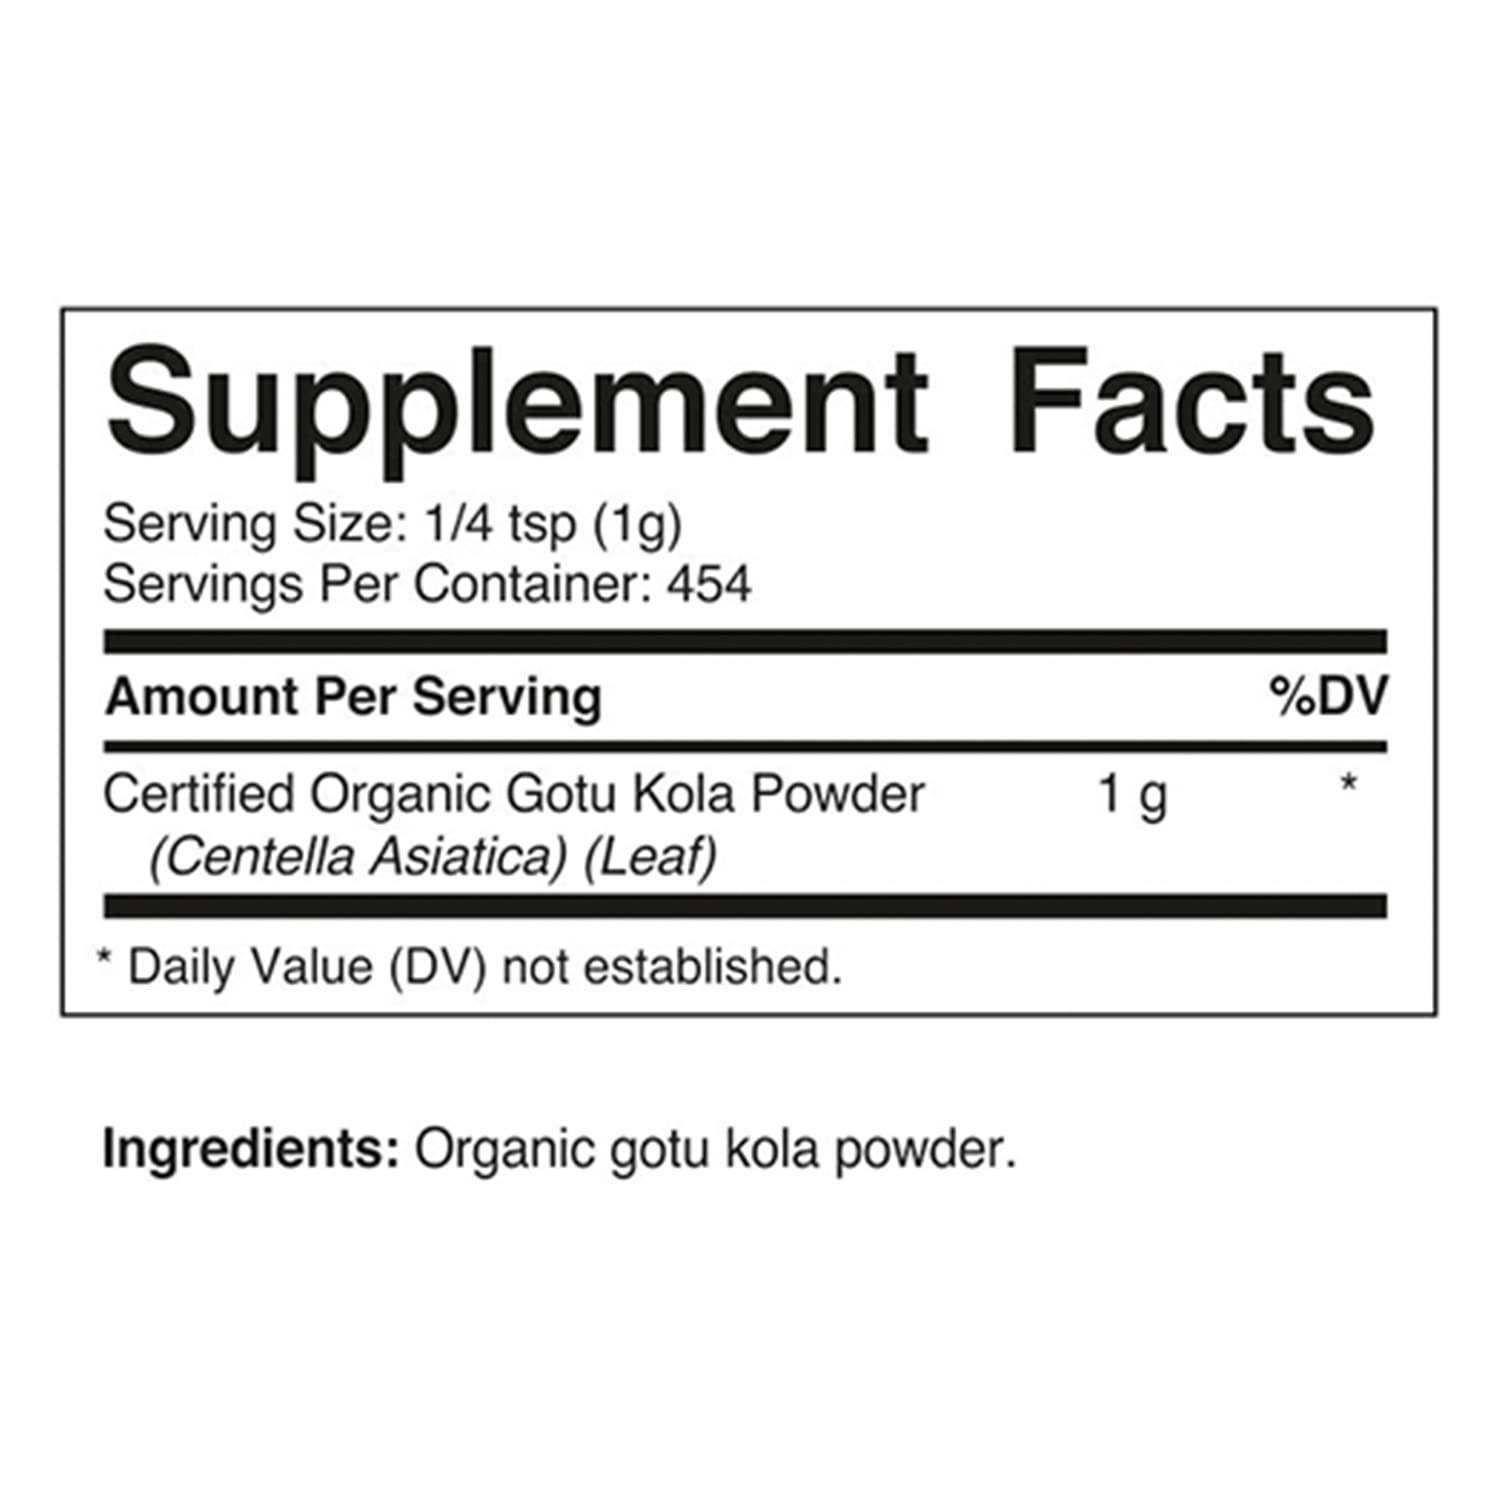 Supplement Facts
Serving Size: 1/4 tsp (1g)
Servings Per Container: 454
Amount Per Serving %DV
Certified Organic Gotu Kola Powder 1 g *
(Centella Asiatica) (Leaf)
* Daily Value (DV) not established.
Ingredients: Organic gotu kola powder.